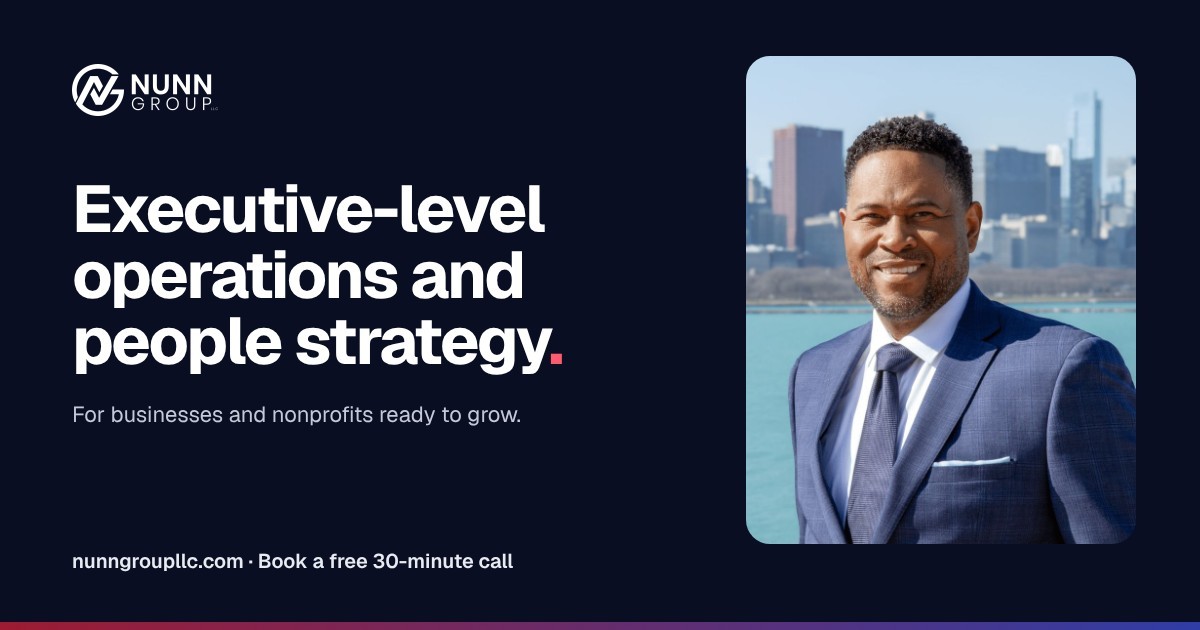 NUNN
GROUP LLC
Executive-level
operations and
people strategy.
For businesses and nonprofits ready to grow.
nunngroupllc.com · Book a free 30-minute call